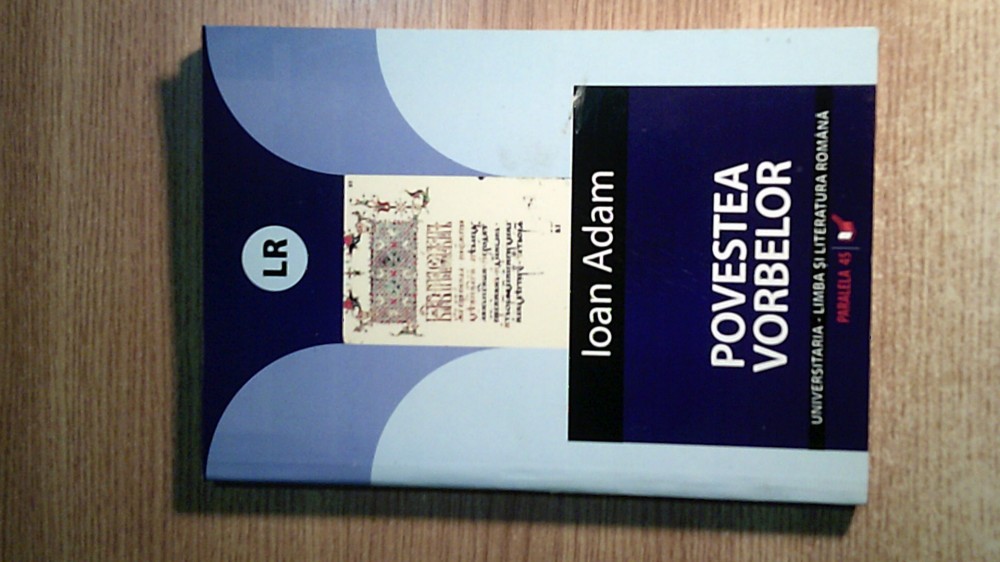 LR
Ioan Adam
POVESTEA
VORBELOR
UNIVERSITARIA · LIMBA ȘI LITERATURA ROMÂNĂ
PARALELA 45